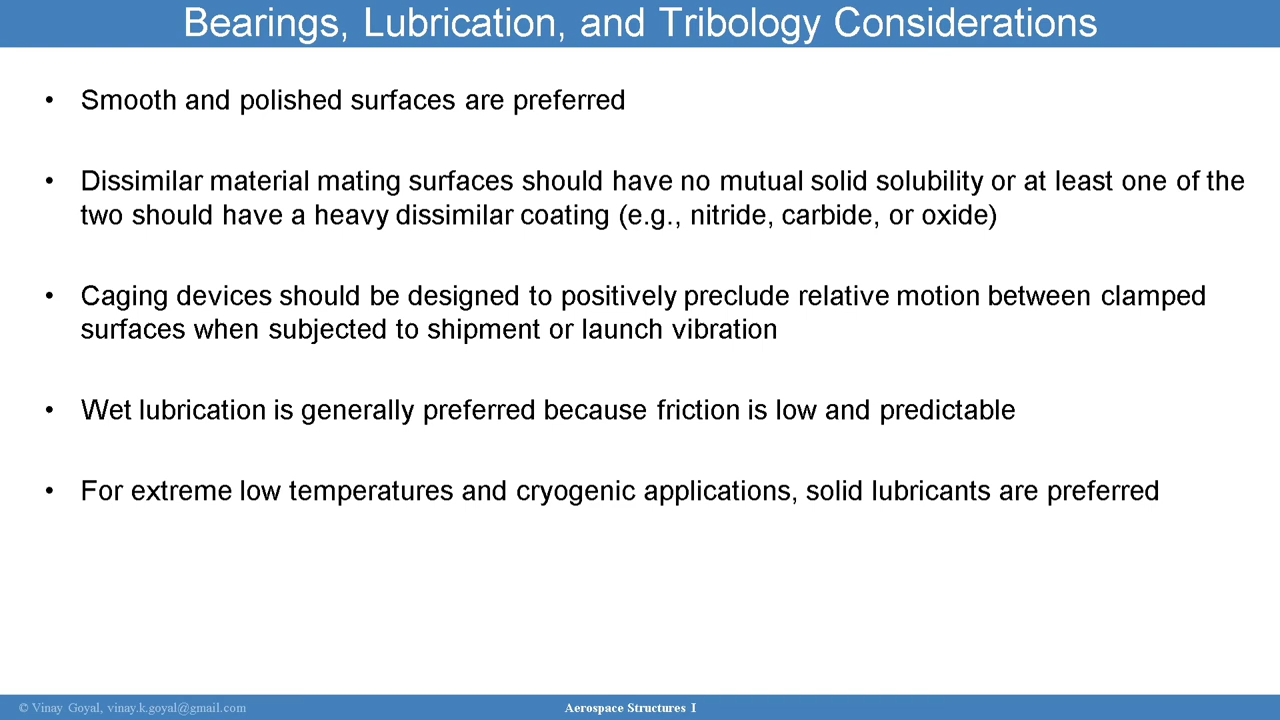 Bearings, Lubrication, and Tribology Considerations
• Smooth and polished surfaces are preferred
• Dissimilar material mating surfaces should have no mutual solid solubility or at least one of the
two should have a heavy dissimilar coating (e.g., nitride, carbide, or oxide)
• Caging devices should be designed to positively preclude relative motion between clamped
surfaces when subjected to shipment or launch vibration
• Wet lubrication is generally preferred because friction is low and predictable
• For extreme low temperatures and cryogenic applications, solid lubricants are preferred
© Vinay Goyal, vinay.k.goyal@gmail.com
Aerospace Structures I